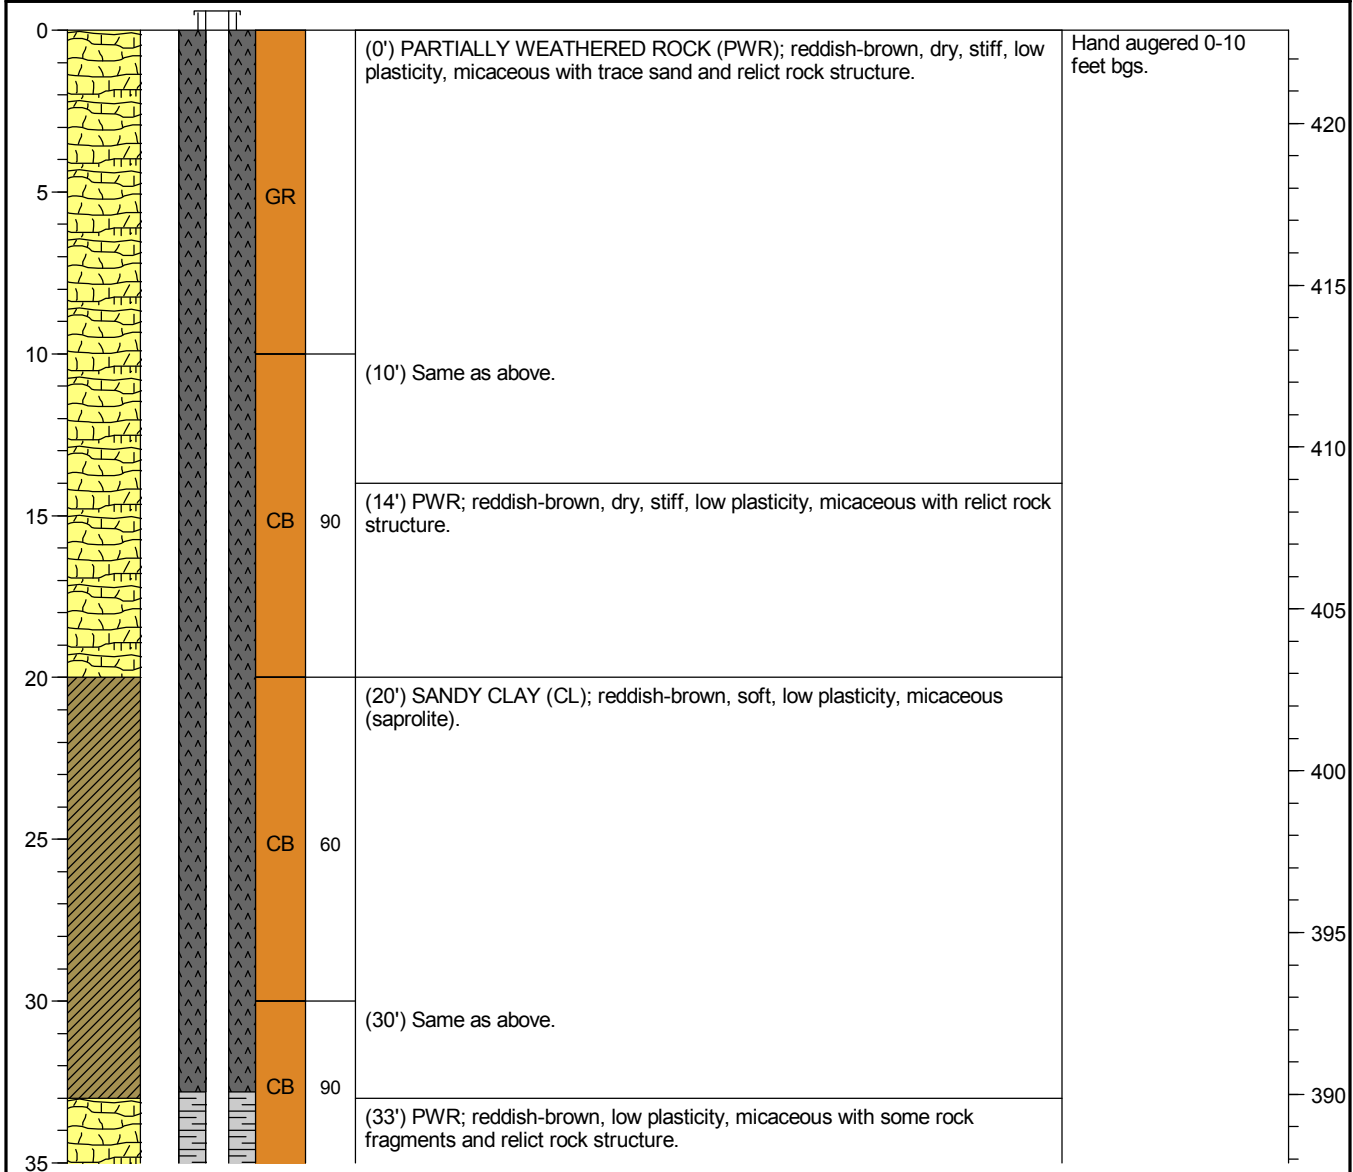 0
(0') PARTIALLY WEATHERED ROCK (PWR); reddish-brown, dry, stiff, low
plasticity, micaceous with trace sand and relict rock structure.
Hand augered 0-10
feet bgs.
420
5
GR
415
10
(10') Same as above.
410
(14') PWR; reddish-brown, dry, stiff, low plasticity, micaceous with relict rock
structure.
15
CB
90
405
20
(20') SANDY CLAY (CL); reddish-brown, soft, low plasticity, micaceous
(saprolite).
400
25
CB
60
395
30
(30') Same as above.
CB
90
390
(33') PWR; reddish-brown, low plasticity, micaceous with some rock
fragments and relict rock structure.
35